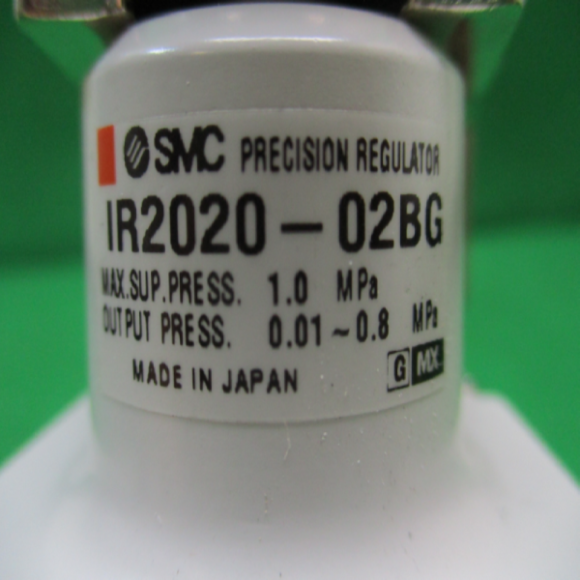 SMC PRECISION REGULATOR
IR2020-02BG
MAX.SUP.PRESS. 1.0 MPa
OUTPUT PRESS. 0.01~0.8 MPa
MADE IN JAPAN G MX